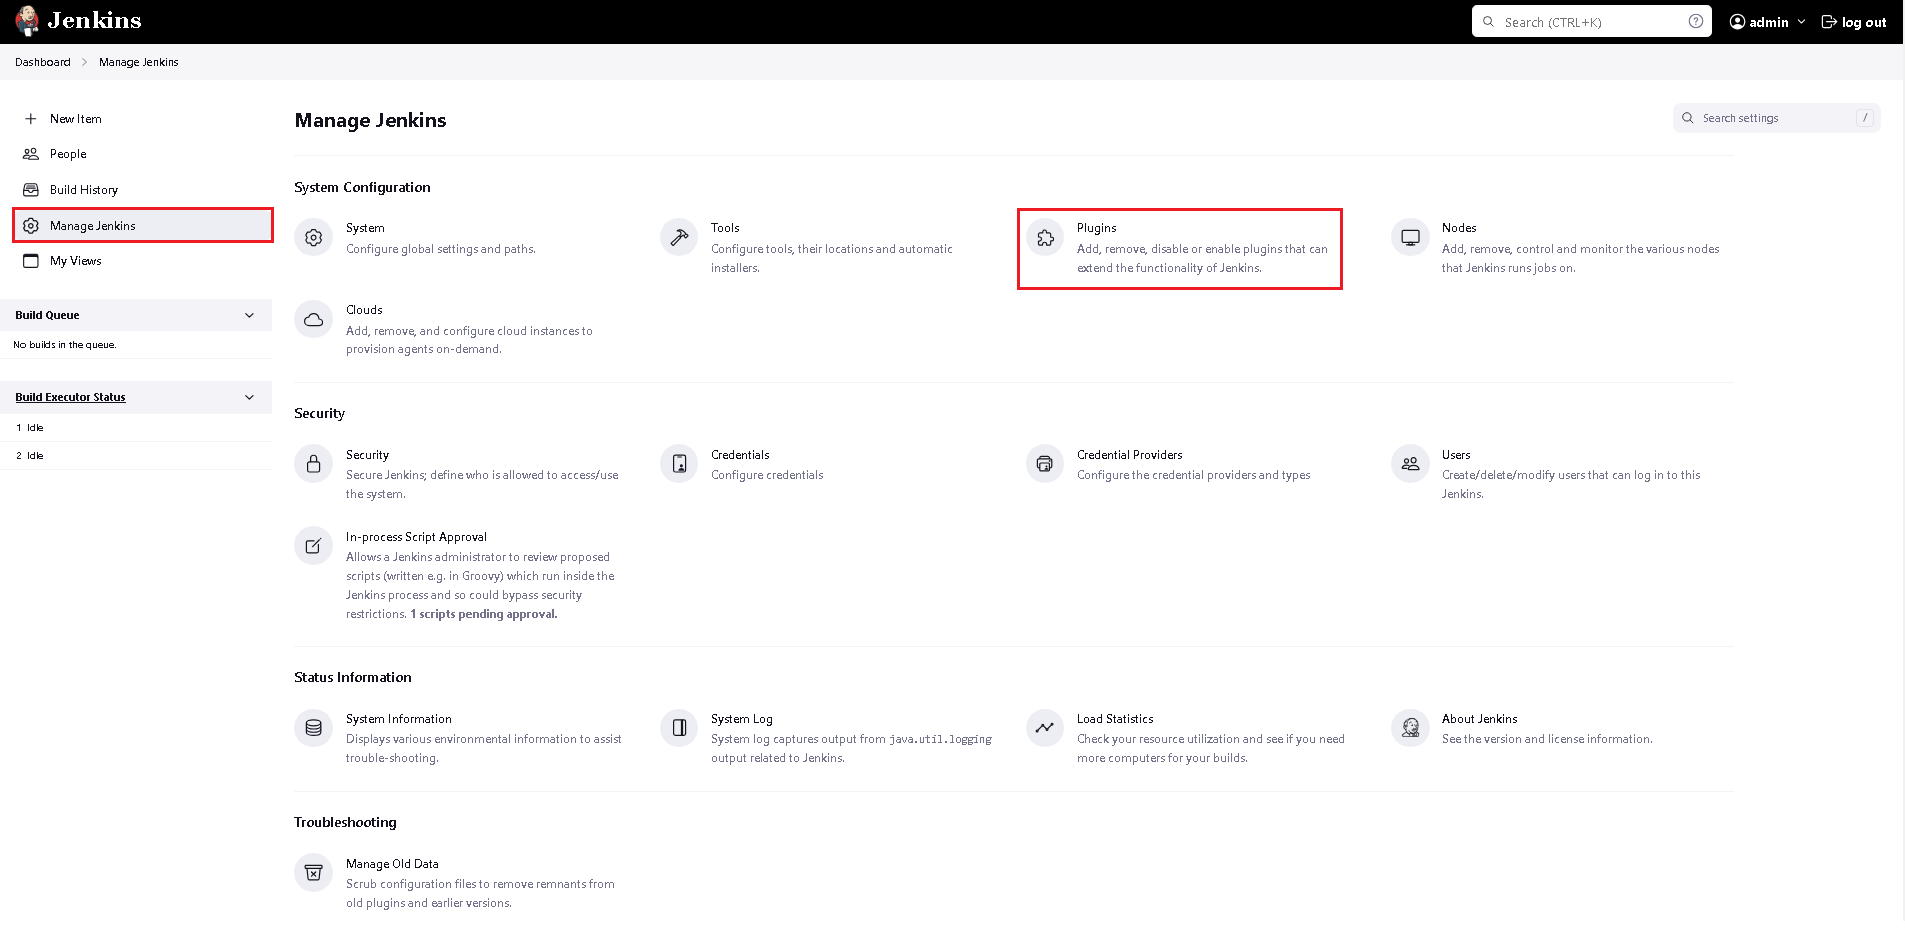 Jenkins
Search (CTRL+K)
admin
log out
Dashboard
Manage Jenkins
New Item
People
Build History
Manage Jenkins
My Views
Build Queue
No builds in the queue.
Build Executor Status
1 Idle
2 Idle
Manage Jenkins
Search settings
/
System Configuration
System
Configure global settings and paths.
Tools
Configure tools, their locations and automatic
installers.
Plugins
Add, remove, disable or enable plugins that can
extend the functionality of Jenkins.
Nodes
Add, remove, control and monitor the various nodes
that Jenkins runs jobs on.
Clouds
Add, remove, and configure cloud instances to
provision agents on-demand.
Security
Security
Secure Jenkins; define who is allowed to access/use
the system.
Credentials
Configure credentials
Credential Providers
Configure the credential providers and types
Users
Create/delete/modify users that can log in to this
Jenkins.
In-process Script Approval
Allows a Jenkins administrator to review proposed
scripts (written e.g. in Groovy) which run inside the
Jenkins process and so could bypass security
restrictions. 1 scripts pending approval.
Status Information
System Information
Displays various environmental information to assist
trouble-shooting.
System Log
System log captures output from java.util.logging
output related to Jenkins.
Load Statistics
Check your resource utilization and see if you need
more computers for your builds.
About Jenkins
See the version and license information.
Troubleshooting
Manage Old Data
Scrub configuration files to remove remnants from
old plugins and earlier versions.